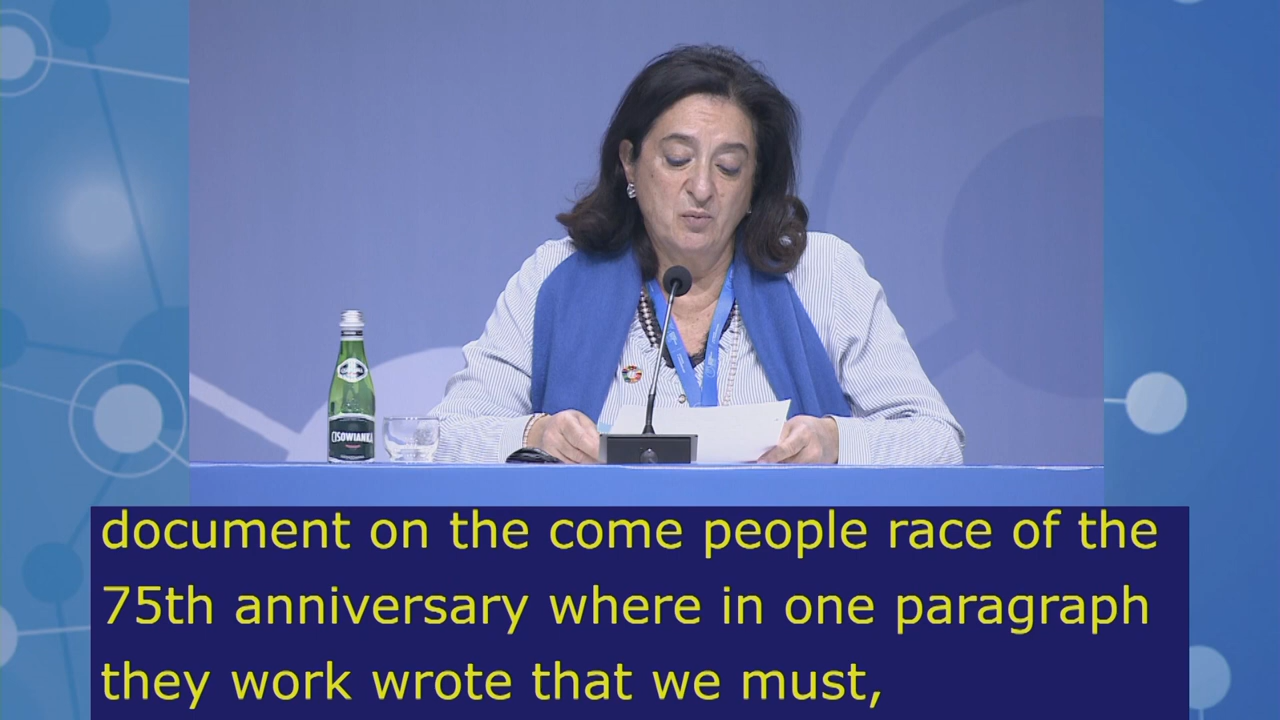 CISOWIANKA
document on the come people race of the
75th anniversary where in one paragraph
they work wrote that we must,